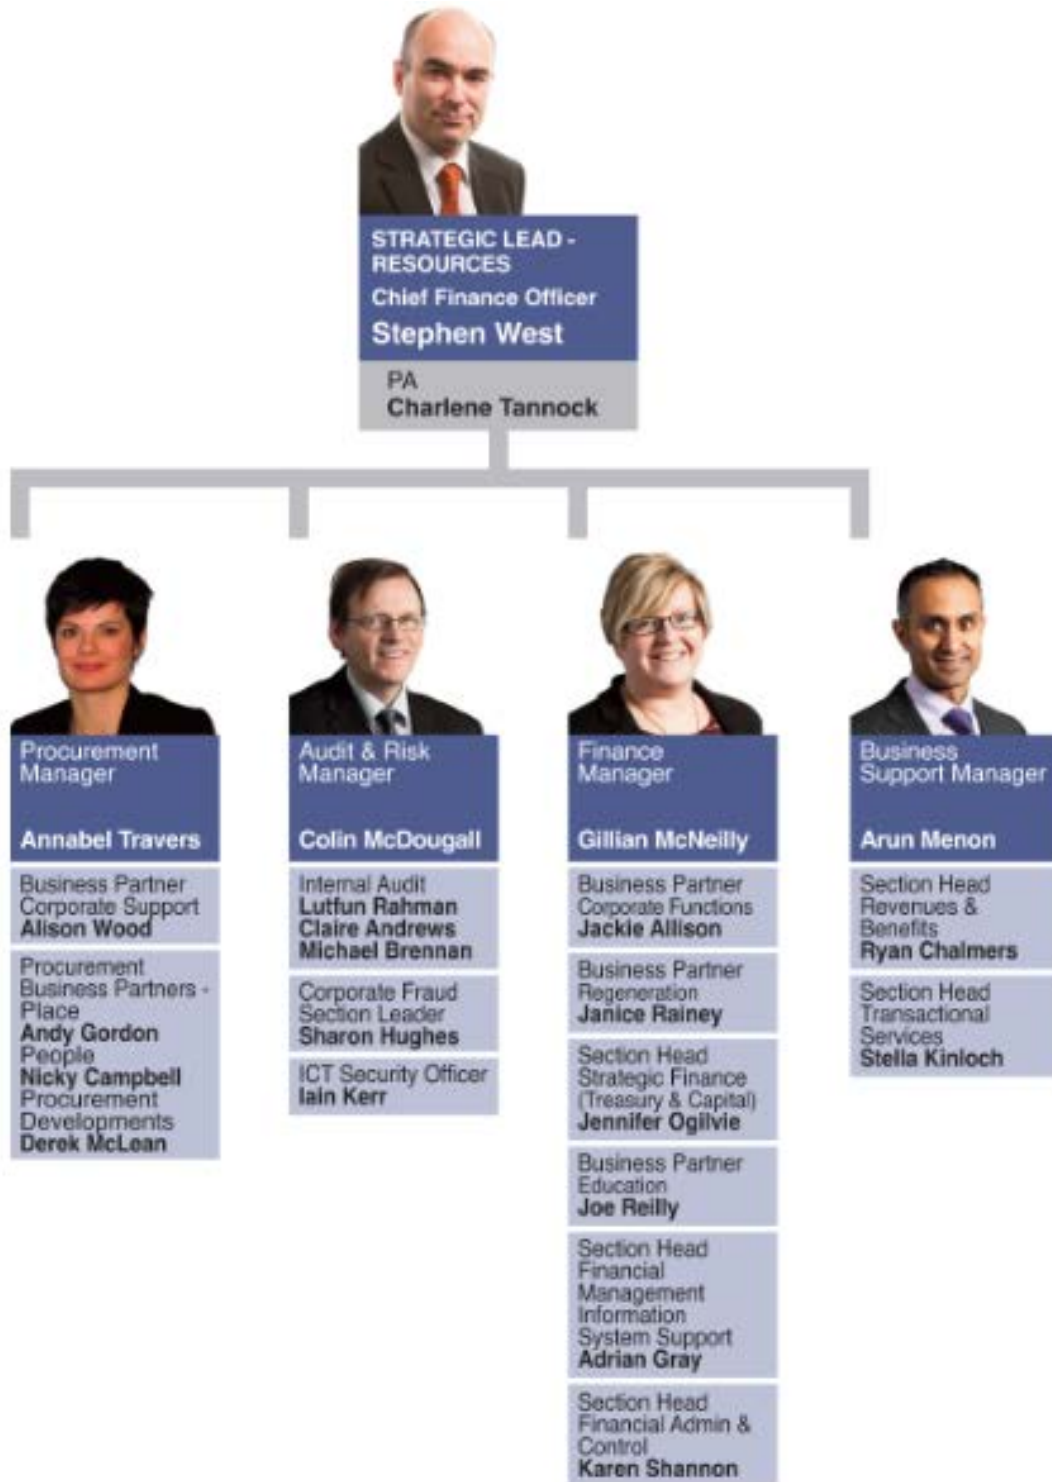 STRATEGIC LEAD -
RESOURCES
Chief Finance Officer
Stephen West
PA
Charlene Tannock
Procurement
Manager
Annabel Travers
Business Partner
Corporate Support
Alison Wood
Procurement
Business Partners -
Place
Andy Gordon
People
Nicky Campbell
Procurement
Developments
Derek McLean
Audit & Risk
Manager
Colin McDougall
Internal Audit
Lutfun Rahman
Claire Andrews
Michael Brennan
Corporate Fraud
Section Leader
Sharon Hughes
ICT Security Officer
Iain Kerr
Finance
Manager
Gillian McNeilly
Business Partner
Corporate Functions
Jackie Allison
Business Partner
Regeneration
Janice Rainey
Section Head
Strategic Finance
(Treasury & Capital)
Jennifer Ogilvie
Business Partner
Education
Joe Reilly
Section Head
Financial
Management
Information
System Support
Adrian Gray
Section Head
Financial Admin &
Control
Karen Shannon
Business
Support Manager
Arun Menon
Section Head
Revenues &
Benefits
Ryan Chalmers
Section Head
Transactional
Services
Stella Kinloch